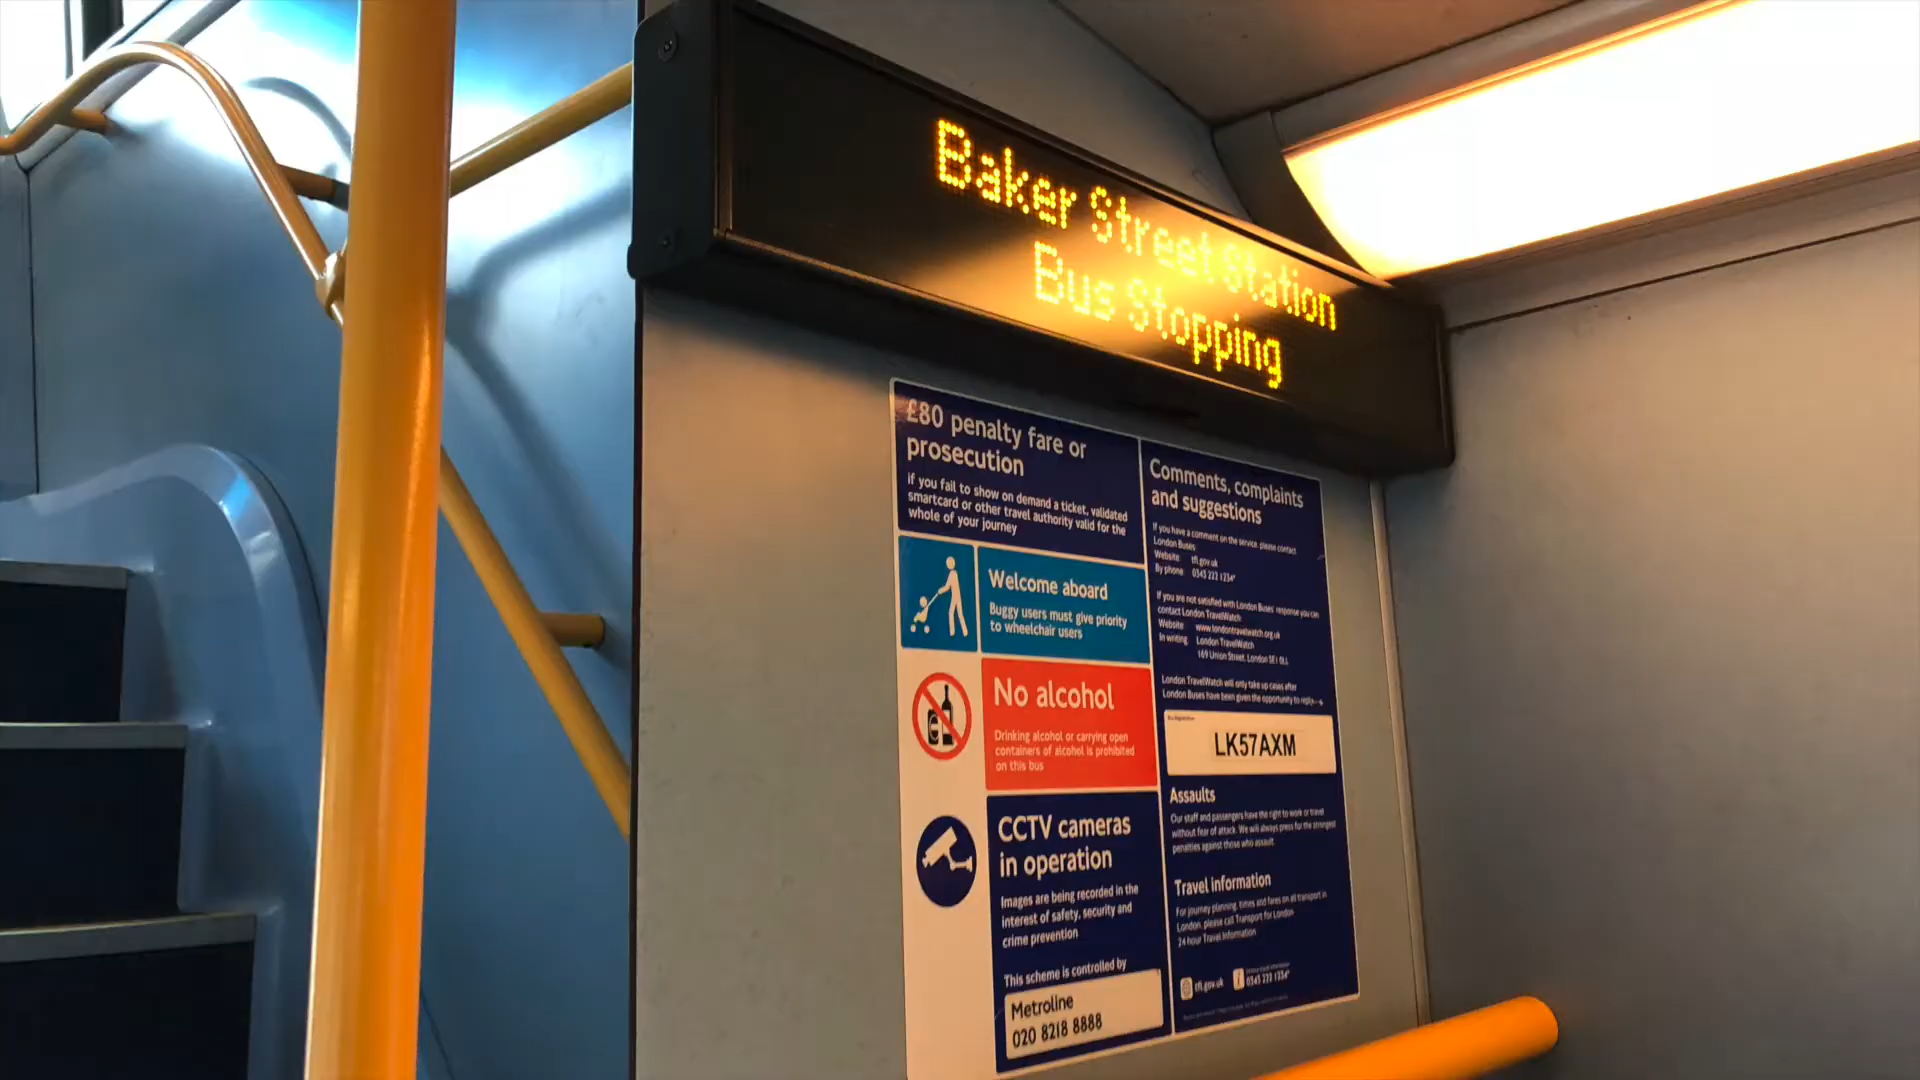 Baker Street Station
Bus Stopping
£80 penalty fare or
prosecution
If you fail to show on demand a ticket, validated
smartcard or other travel authority valid for the
whole of your journey
Welcome aboard
Buggy users must give priority
to wheelchair users
No alcohol
Drinking alcohol or carrying open
containers of alcohol is prohibited
on this bus
CCTV cameras
in operation
Images are being recorded in the
interest of safety, security and
crime prevention
This scheme is controlled by
Metroline
020 8218 8888
Comments, complaints
and suggestions
If you have a comment on the service, please contact
London Buses
Website tfl.gov.uk
By phone 0343 222 1234*
If you are not satisfied with London Buses' response you can
contact London TravelWatch:
Website www.londontravelwatch.org.uk
In writing London TravelWatch
169 Union Street, London SE1 0LL
London TravelWatch will only take up cases after
London Buses have been given the opportunity to reply
LK57AXM
Assaults
Our staff and passengers have the right to work or travel
without fear of attack. We will always press for the strongest
penalties against those who assault.
Travel information
For journey planning, times and fares on all transport in
London, please call Transport for London
24 hour Travel Information
tfl.gov.uk
0343 222 1234*